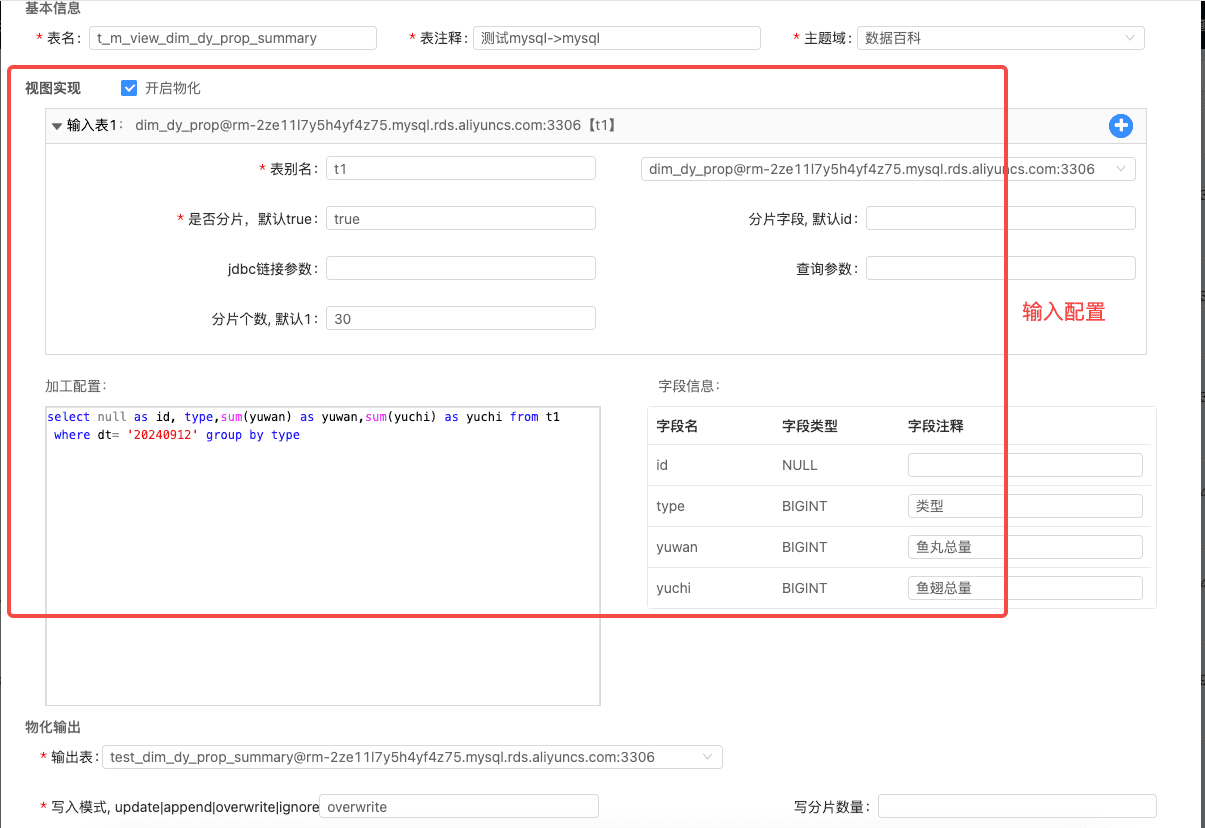 基本信息
* 表名： t_m_view_dim_dy_prop_summary * 表注释： 测试mysql->mysql * 主题域： 数据百科
视图实现 开启物化
输入表1： dim_dy_prop@rm-2ze11l7y5h4yf4z75.mysql.rds.aliyuncs.com:3306【t1】
* 表别名： t1 dim_dy_prop@rm-2ze11l7y5h4yf4z75.mysql.rds.aliyuncs.com:3306
* 是否分片，默认true： true 分片字段, 默认id：
jdbc链接参数： 查询参数：
分片个数, 默认1： 30
输入配置
加工配置： 字段信息：
select null as id, type,sum(yuwan) as yuwan,sum(yuchi) as yuchi from t1
where dt= '20240912' group by type
字段名 字段类型 字段注释
id NULL
type BIGINT 类型
yuwan BIGINT 鱼丸总量
yuchi BIGINT 鱼翅总量
物化输出
* 输出表： test_dim_dy_prop_summary@rm-2ze11l7y5h4yf4z75.mysql.rds.aliyuncs.com:3306
* 写入模式, update|append|overwrite|ignore overwrite 写分片数量：